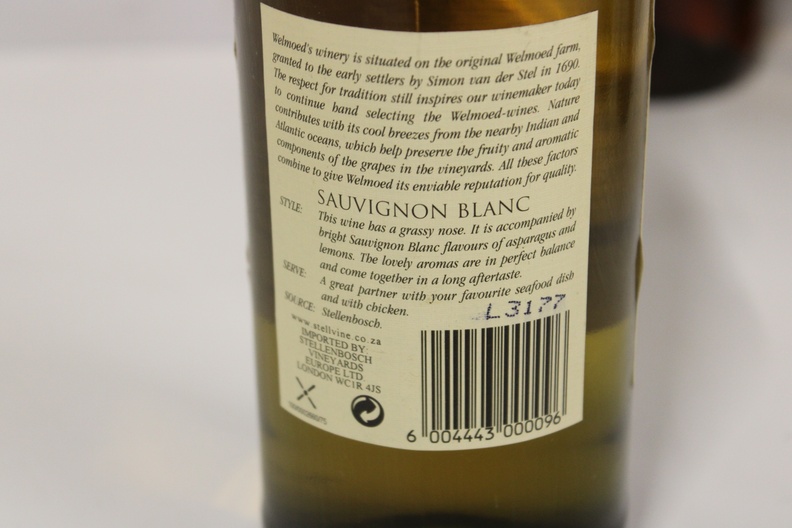 Welmoed's winery is situated on the original Welmoed farm,
granted to the early settlers by Simon van der Stel in 1690.
The respect for tradition still inspires our winemaker today
to continue hand selecting the Welmoed-wines. Nature
contributes with its cool breezes from the nearby Indian and
Atlantic oceans, which help preserve the fruity and aromatic
components of the grapes in the vineyards. All these factors
combine to give Welmoed its enviable reputation for quality.
SAUVIGNON BLANC
STYLE: This wine has a grassy nose. It is accompanied by
bright Sauvignon Blanc flavours of asparagus and
lemons. The lovely aromas are in perfect balance
and come together in a long aftertaste.
SERVE: A great partner with your favourite seafood dish
and with chicken.
SOURCE: Stellenbosch.
L3177
www.stellvine.co.za
IMPORTED BY:
STELLENBOSCH
VINEYARDS
EUROPE LTD
LONDON WC1R 4JS
6 004443 000096